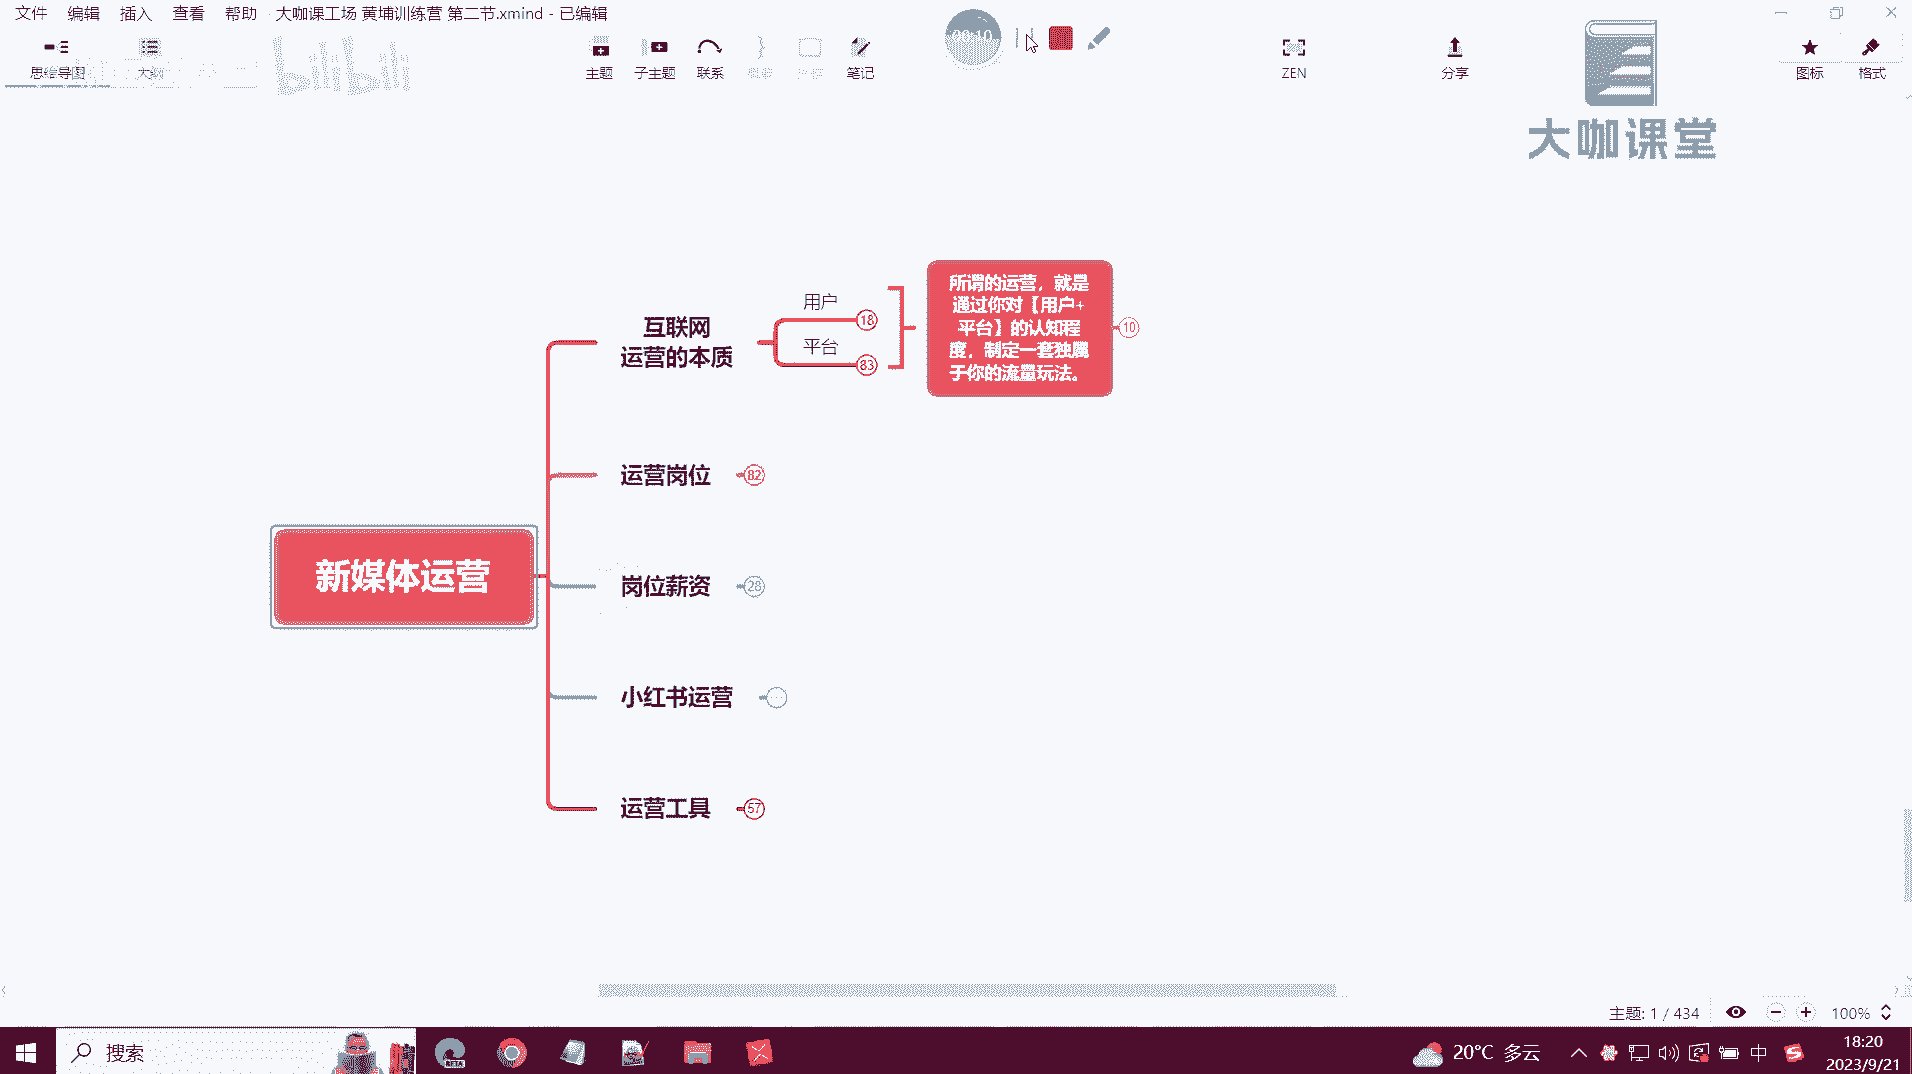 文件 编辑 插入 查看 帮助 大咖课工场 黄埔训练营 第二节.xmind - 已编辑
思维导图
大纲
主题
子主题
联系
笔记
00:10
ZEN
分享
图标
格式
bilibili
大咖课堂
用户
18
互联网
运营的本质
平台
83
所谓的运营，就是
通过你对【用户+
平台】的认知程
度，制定一套独属
于你的流量玩法。
10
运营岗位
82
新媒体运营
岗位薪资
28
小红书运营
运营工具
57
主题: 1 / 434
100%
搜索
BETA
20°C 多云
中
18:20
2023/9/21